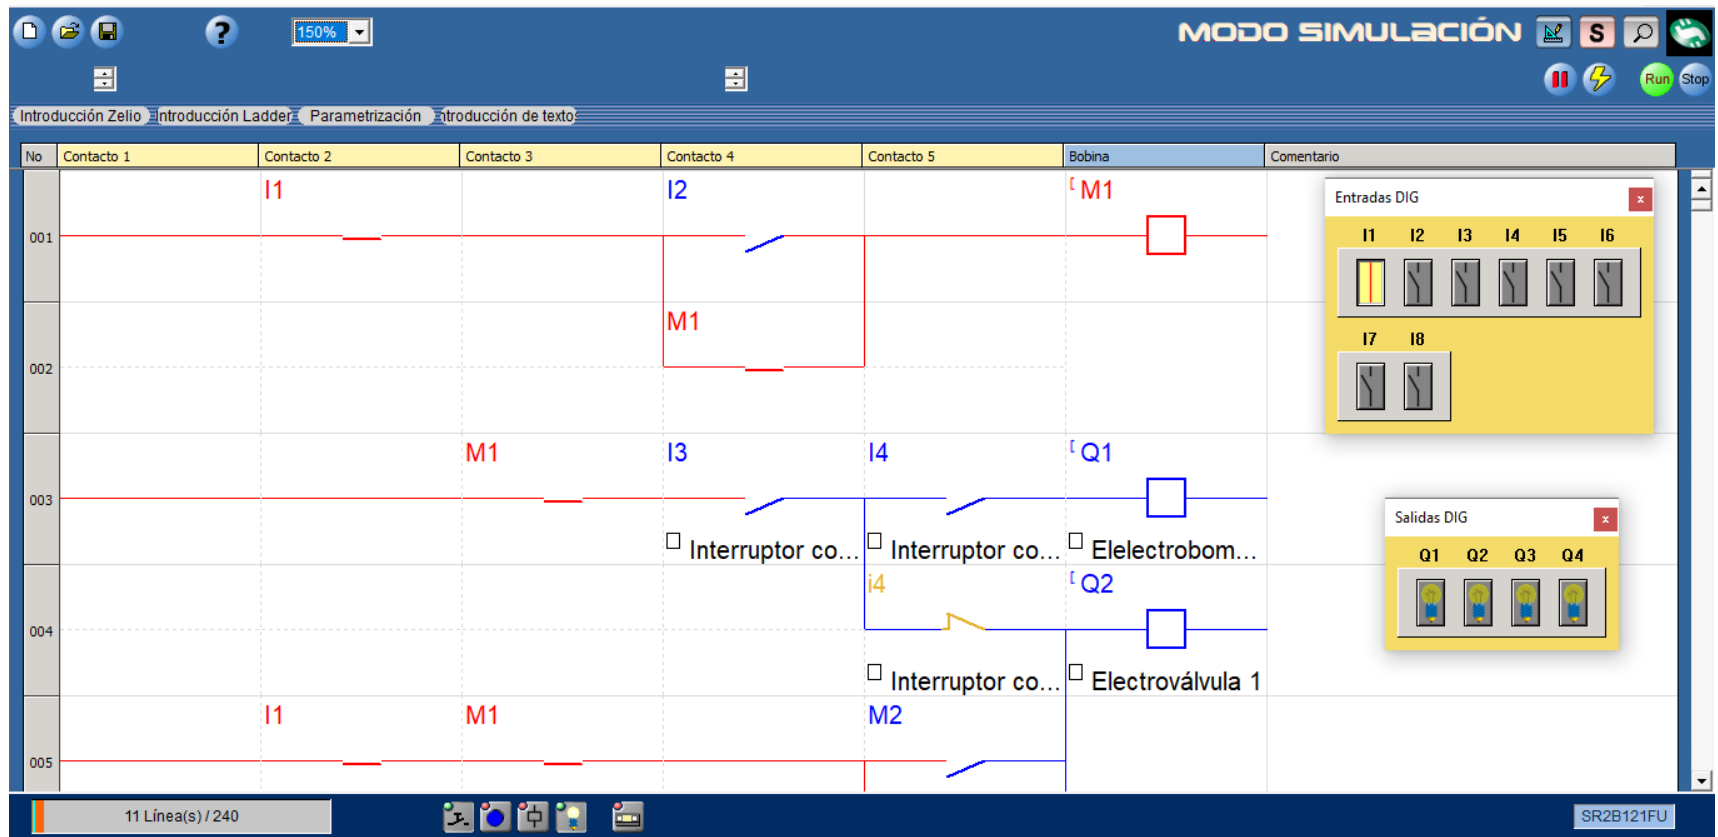 MODO SIMULACIÓN
S
?
150%
Run Stop
Introducción Zelio
ntroducción Ladder
Parametrización
ntroducción de texto
No Contacto 1 Contacto 2 Contacto 3 Contacto 4 Contacto 5 Bobina Comentario
I1 I2 [ M1
001
M1
002
M1 I3 I4 [ Q1
003
Interruptor co... Interruptor co... Elelectrobom...
i4 [ Q2
004
Interruptor co... Electroválvula 1
I1 M1 M2
005
Entradas DIG x
I1 I2 I3 I4 I5 I6
I7 I8
Salidas DIG x
Q1 Q2 Q3 Q4
11 Línea(s) / 240
SR2B121FU